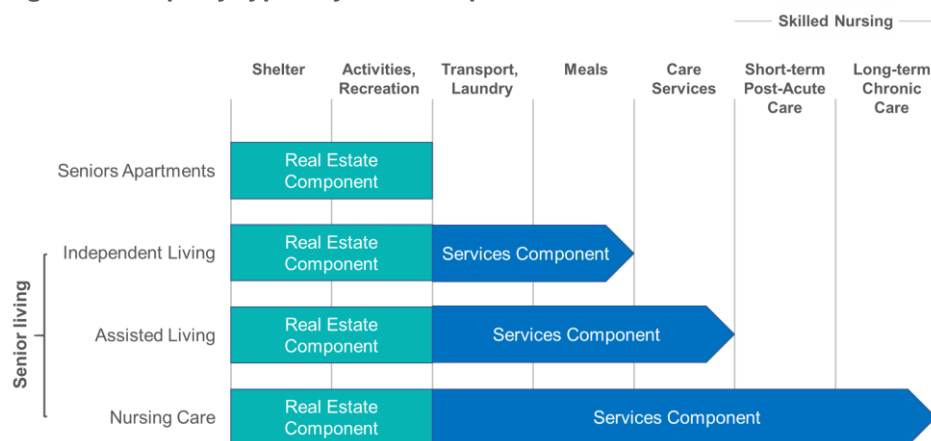 Skilled Nursing
Shelter
Activities,
Recreation
Transport,
Laundry
Meals
Care
Services
Short-term
Post-Acute
Care
Long-term
Chronic
Care
Seniors Apartments
Real Estate
Component
Senior living
Independent Living
Real Estate
Component
Services Component
Assisted Living
Real Estate
Component
Services Component
Nursing Care
Real Estate
Component
Services Component